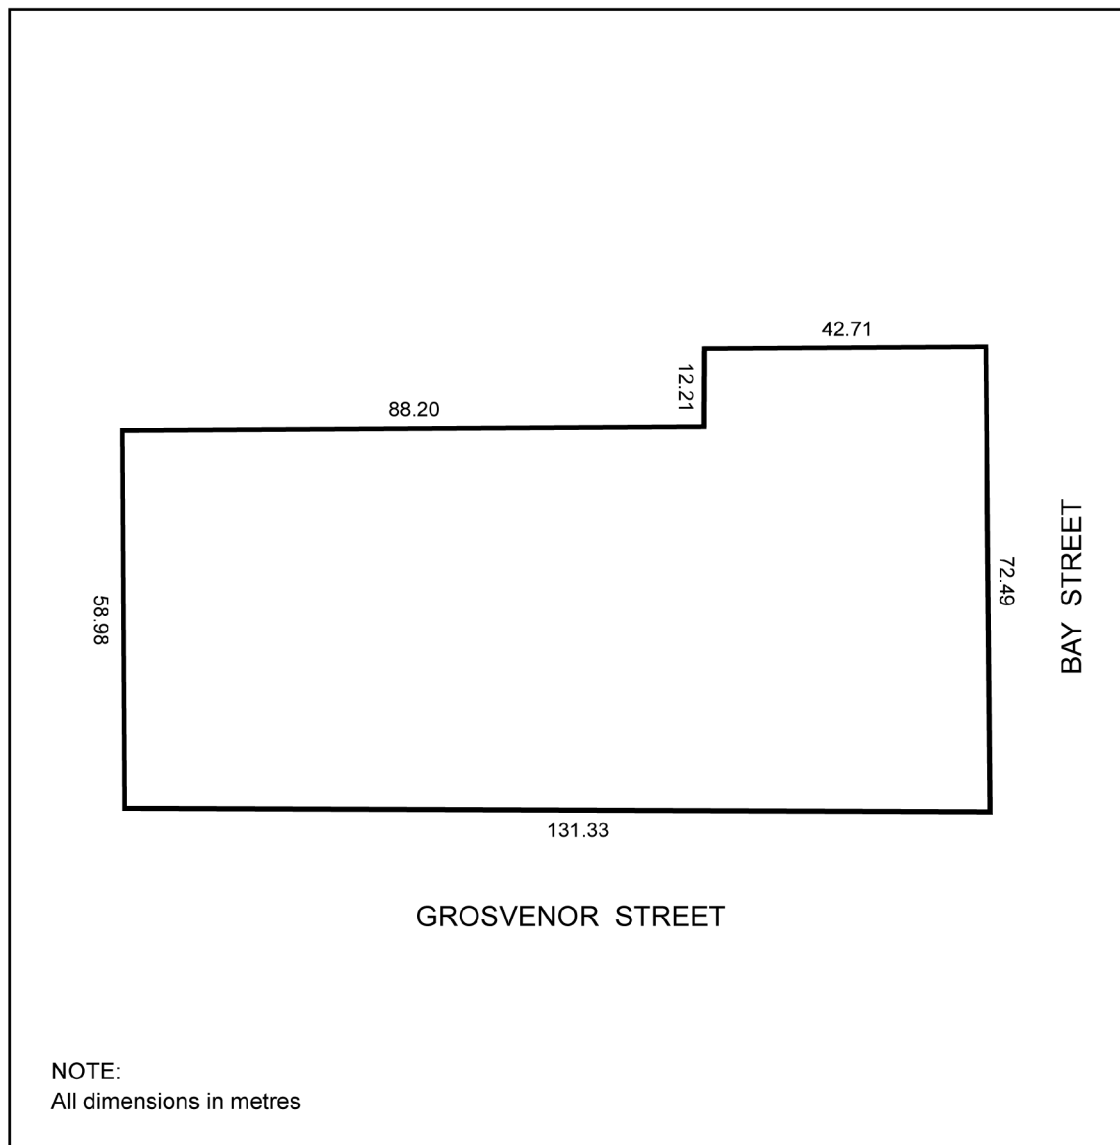 42.71
12.21
88.20
58.98
72.49
BAY STREET
131.33
GROSVENOR STREET
NOTE:
All dimensions in metres